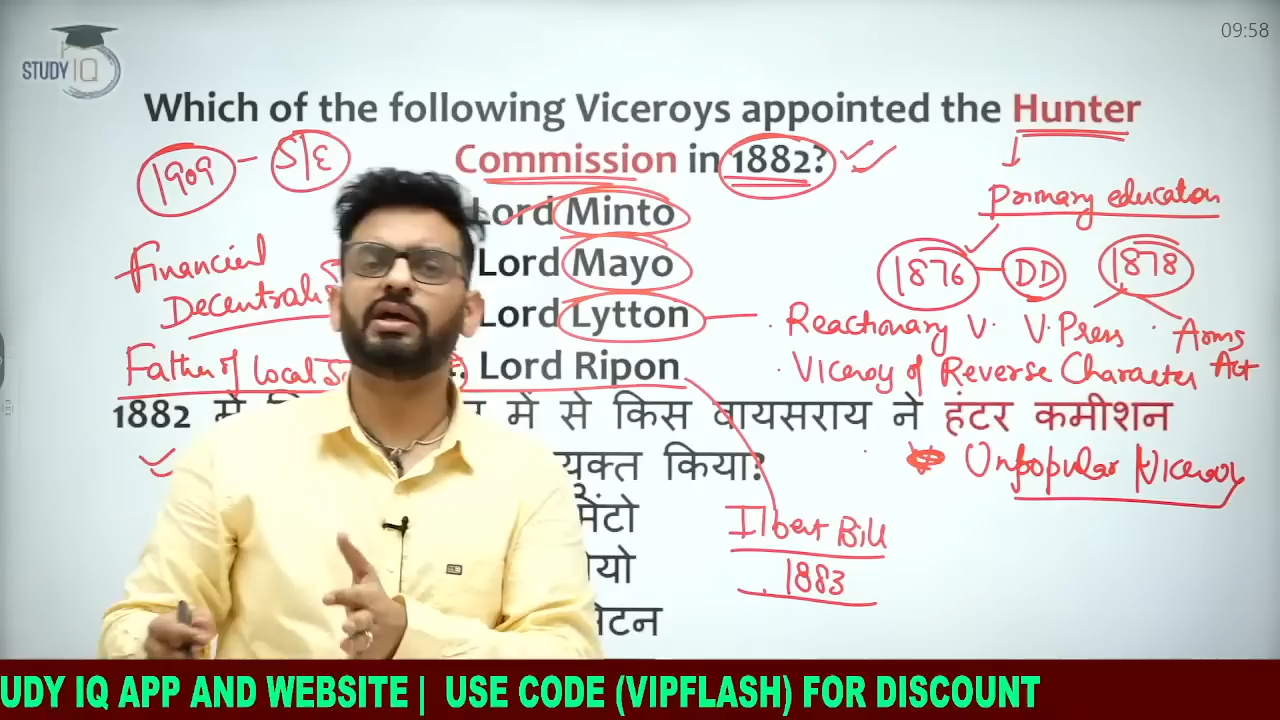 09:58
STUDY IQ
Which of the following Viceroys appointed the Hunter
Commission in 1882?
1909 - S/E
Lord Minto
Primary education
Financial
Lord Mayo
1876 - DD 1878
Lord Lytton
Reactionary V. V. Press Arms
Act
Father of local
Lord Ripon
Viceroy of Reverse Character
1882 में में से किस वायसराय ने हंटर कमीशन
युक्त किया?
Unpopular Viceroy
मेंटो
Ilbert Bill
1883
यो
िटन
UDY IQ APP AND WEBSITE | USE CODE (VIPFLASH) FOR DISCOUNT